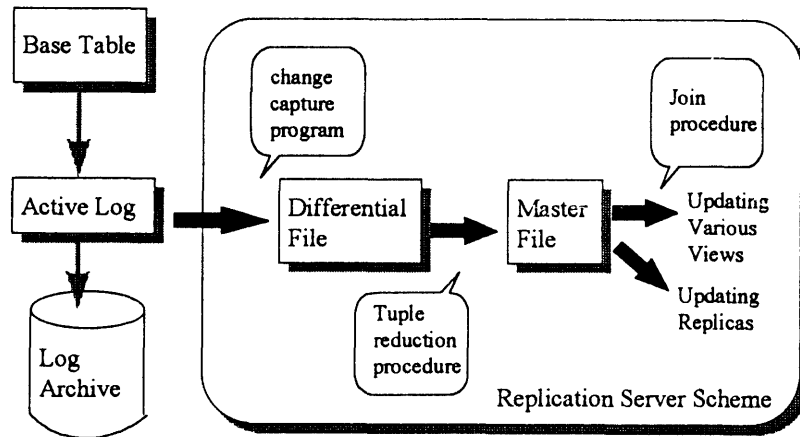 Base Table
change
capture
program
Join
procedure
Active Log
Differential
File
Master
File
Updating
Various
Views
Updating
Replicas
Tuple
reduction
procedure
Log
Archive
Replication Server Scheme